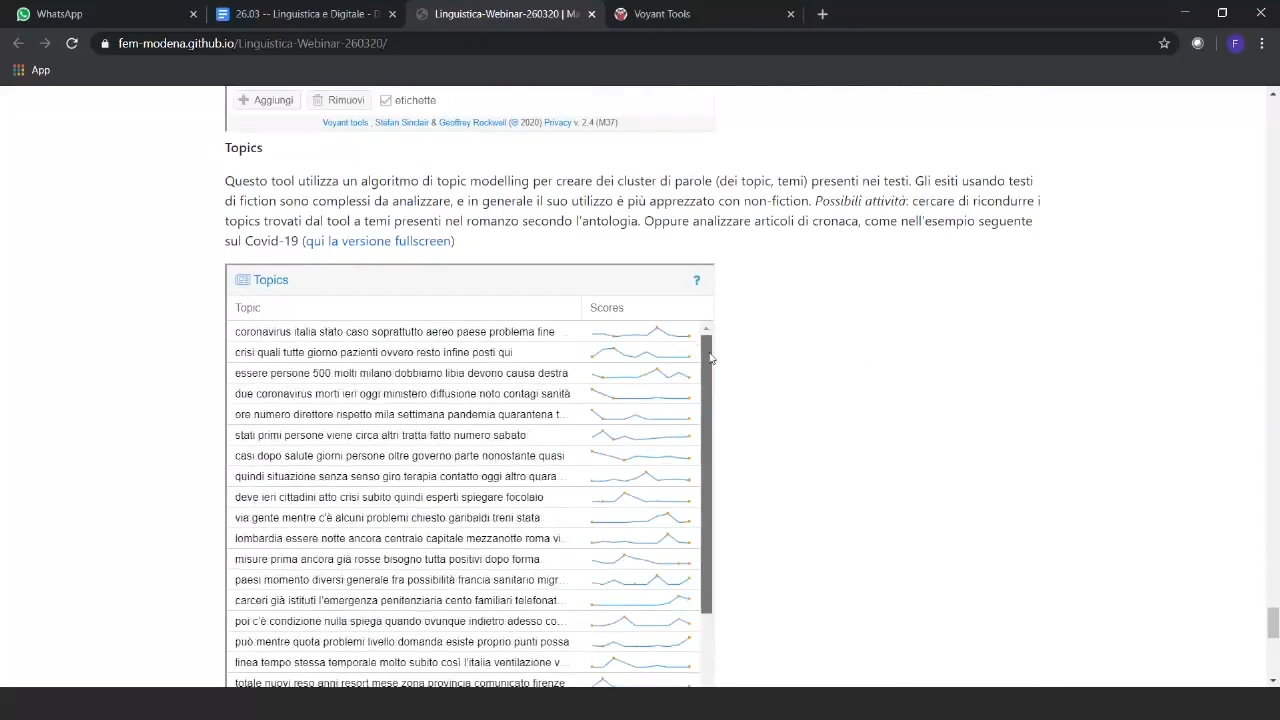 WhatsApp
26.03 -- Linguistica e Digitale - D
Linguistica-Webinar-260320/ | Ma
Voyant Tools
fem-modena.github.io/Linguistica-Webinar-260320/
F
App
Aggiungi Rimuovi etichette
Voyant tools , Stéfan Sinclair & Geoffrey Rockwell (© 2020) Privacy v. 2.4 (M37)
Topics
Questo tool utilizza un algoritmo di topic modelling per creare dei cluster di parole (dei topic, temi) presenti nei testi. Gli esiti usando testi
di fiction sono complessi da analizzare, e in generale il suo utilizzo è più apprezzato con non-fiction. Possibili attività: cercare di ricondurre i
topics trovati dal tool a temi presenti nel romanzo secondo l'antologia. Oppure analizzare articoli di cronaca, come nell'esempio seguente
sul Covid-19 (qui la versione fullscreen)
Topics ?
Topic Scores
coronavirus italia stato caso soprattutto aereo paese problema fine ...
crisi quali tutte giorno pazienti ovvero resto infine posti qui
essere persone 500 molti milano dobbiamo libia devono causa destra
due coronavirus morti ieri oggi ministero diffusione noto contagi sanità
ore numero direttore rispetto mila settimana pandemia quarantena t...
stati primi persone viene circa altri tratta fatto numero sabato
casi dopo salute giorni persone oltre governo parte nonostante quasi
quindi situazione senza senso giro terapia contatto oggi altro quara...
deve ieri cittadini atto crisi subito quindi esperti spiegare focolaio
via gente mentre c'è alcuni problemi chiesto garibaldi treni stata
lombardia essere notte ancora centrale capitale mezzanotte roma vi...
misure prima ancora già rosse bisogno tutta positivi dopo forma
paesi momento diversi generale fra possibilità francia sanitario migr...
carceri già istituti l'emergenza penitenziaria cento familiari telefonat...
poi c'è condizione nulla spiega quando ovunque indietro adesso co...
può mentre quota problemi livello domanda esiste proprio punti possa
finea tempo stessa temporale molto subito così l'italia ventilazione v...
totale nuovi reso anni resort mese zona provincia comunicato firenze